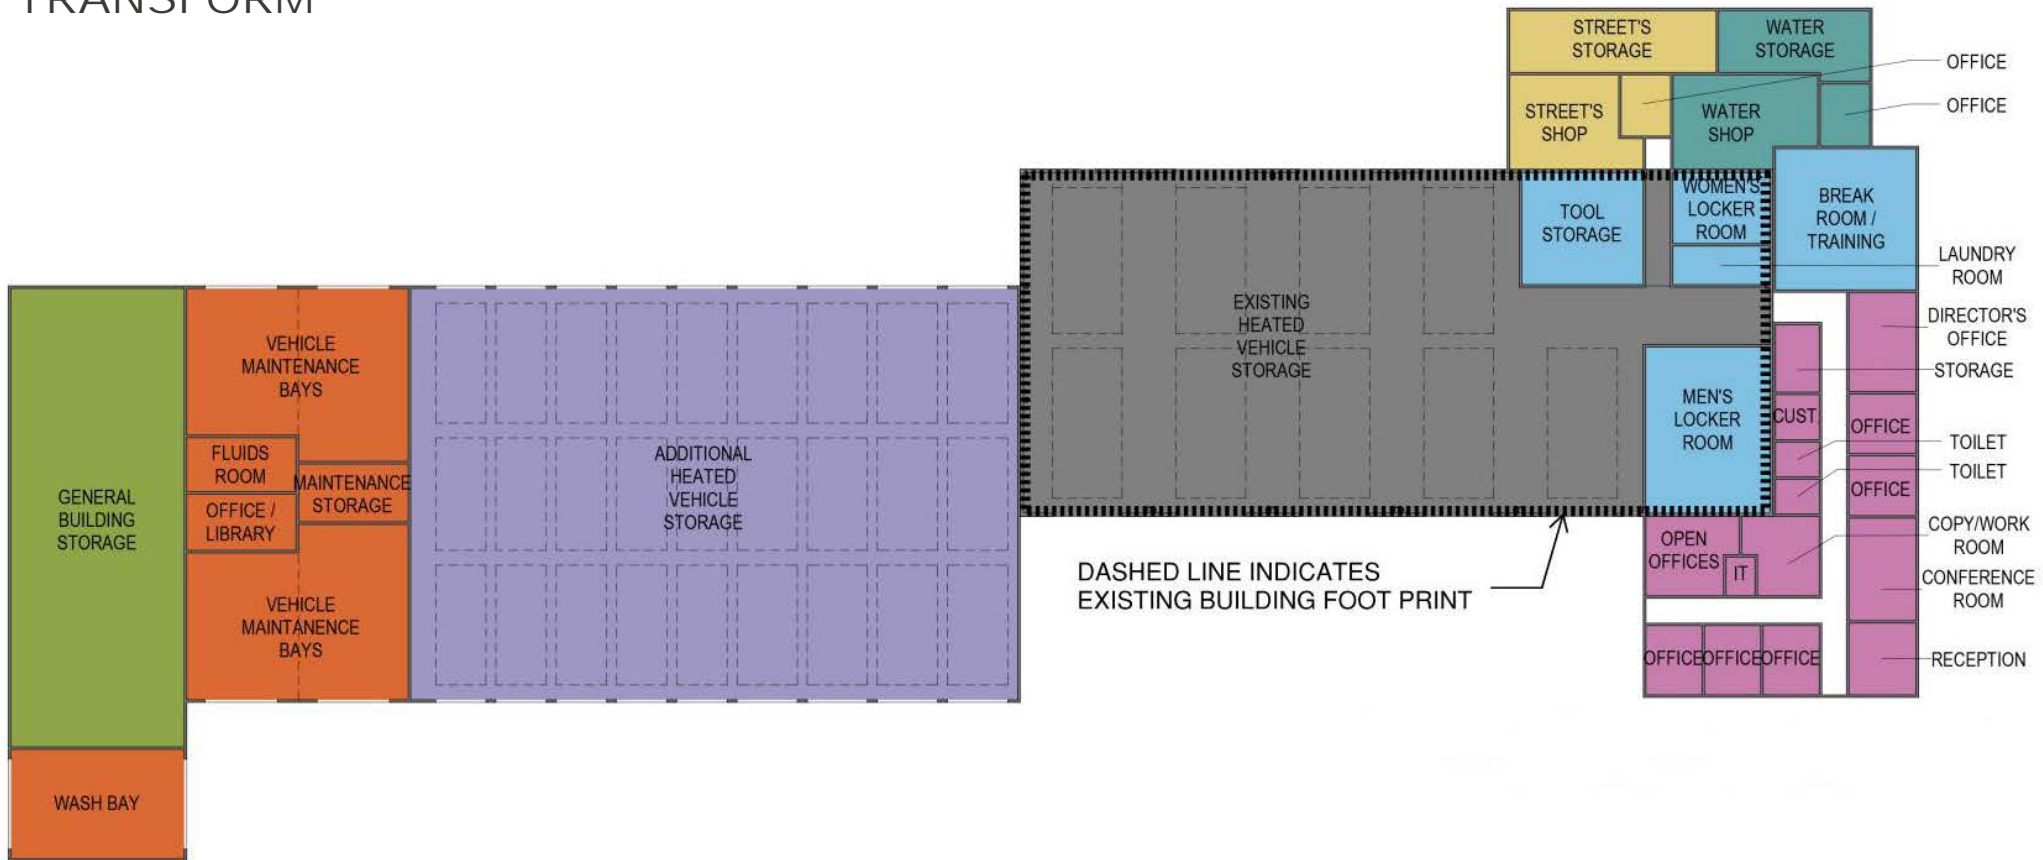 TRANSFORM
STREET'S
STORAGE
WATER
STORAGE
OFFICE
OFFICE
STREET'S
SHOP
WATER
SHOP
TOOL
STORAGE
WOMEN'S
LOCKER
ROOM
BREAK
ROOM /
TRAINING
LAUNDRY
ROOM
EXISTING
HEATED
VEHICLE
STORAGE
DIRECTOR'S
OFFICE
STORAGE
MEN'S
LOCKER
ROOM
CUST.
OFFICE
TOILET
TOILET
OFFICE
COPY/WORK
ROOM
OPEN
OFFICES
IT
CONFERENCE
ROOM
OFFICE
OFFICE
OFFICE
RECEPTION
DASHED LINE INDICATES
EXISTING BUILDING FOOT PRINT
VEHICLE
MAINTENANCE
BAYS
FLUIDS
ROOM
MAINTENANCE
STORAGE
OFFICE /
LIBRARY
VEHICLE
MAINTANENCE
BAYS
ADDITIONAL
HEATED
VEHICLE
STORAGE
GENERAL
BUILDING
STORAGE
WASH BAY